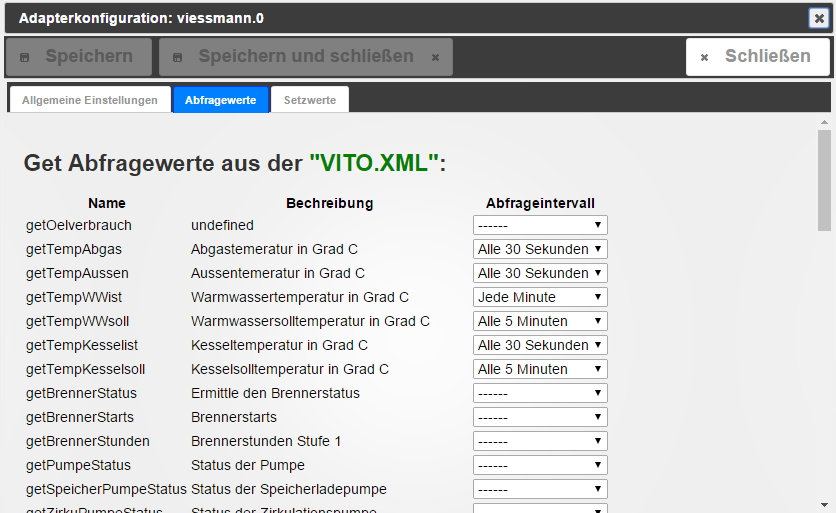 Adapterkonfiguration: viessmann.0
Speichern Speichern und schließen Schließen
Allgemeine Einstellungen Abfragewerte Setzwerte
Get Abfragewerte aus der "VITO.XML":
Name Bechreibung Abfrageintervall
getOelverbrauch undefined ------
getTempAbgas Abgastemeratur in Grad C Alle 30 Sekunden
getTempAussen Aussentemeratur in Grad C Alle 30 Sekunden
getTempWWist Warmwassertemperatur in Grad C Jede Minute
getTempWWsoll Warmwassersolltemperatur in Grad C Alle 5 Minuten
getTempKesselist Kesseltemperatur in Grad C Alle 30 Sekunden
getTempKesselsoll Kesselsolltemperatur in Grad C Alle 5 Minuten
getBrennerStatus Ermittle den Brennerstatus ------
getBrennerStarts Brennerstarts ------
getBrennerStunden Brennerstunden Stufe 1 ------
getPumpeStatus Status der Pumpe ------
getSpeicherPumpeStatus Status der Speicherladepumpe ------
getZirkuPumpeStatus Status der Zirkulationspumpe ------